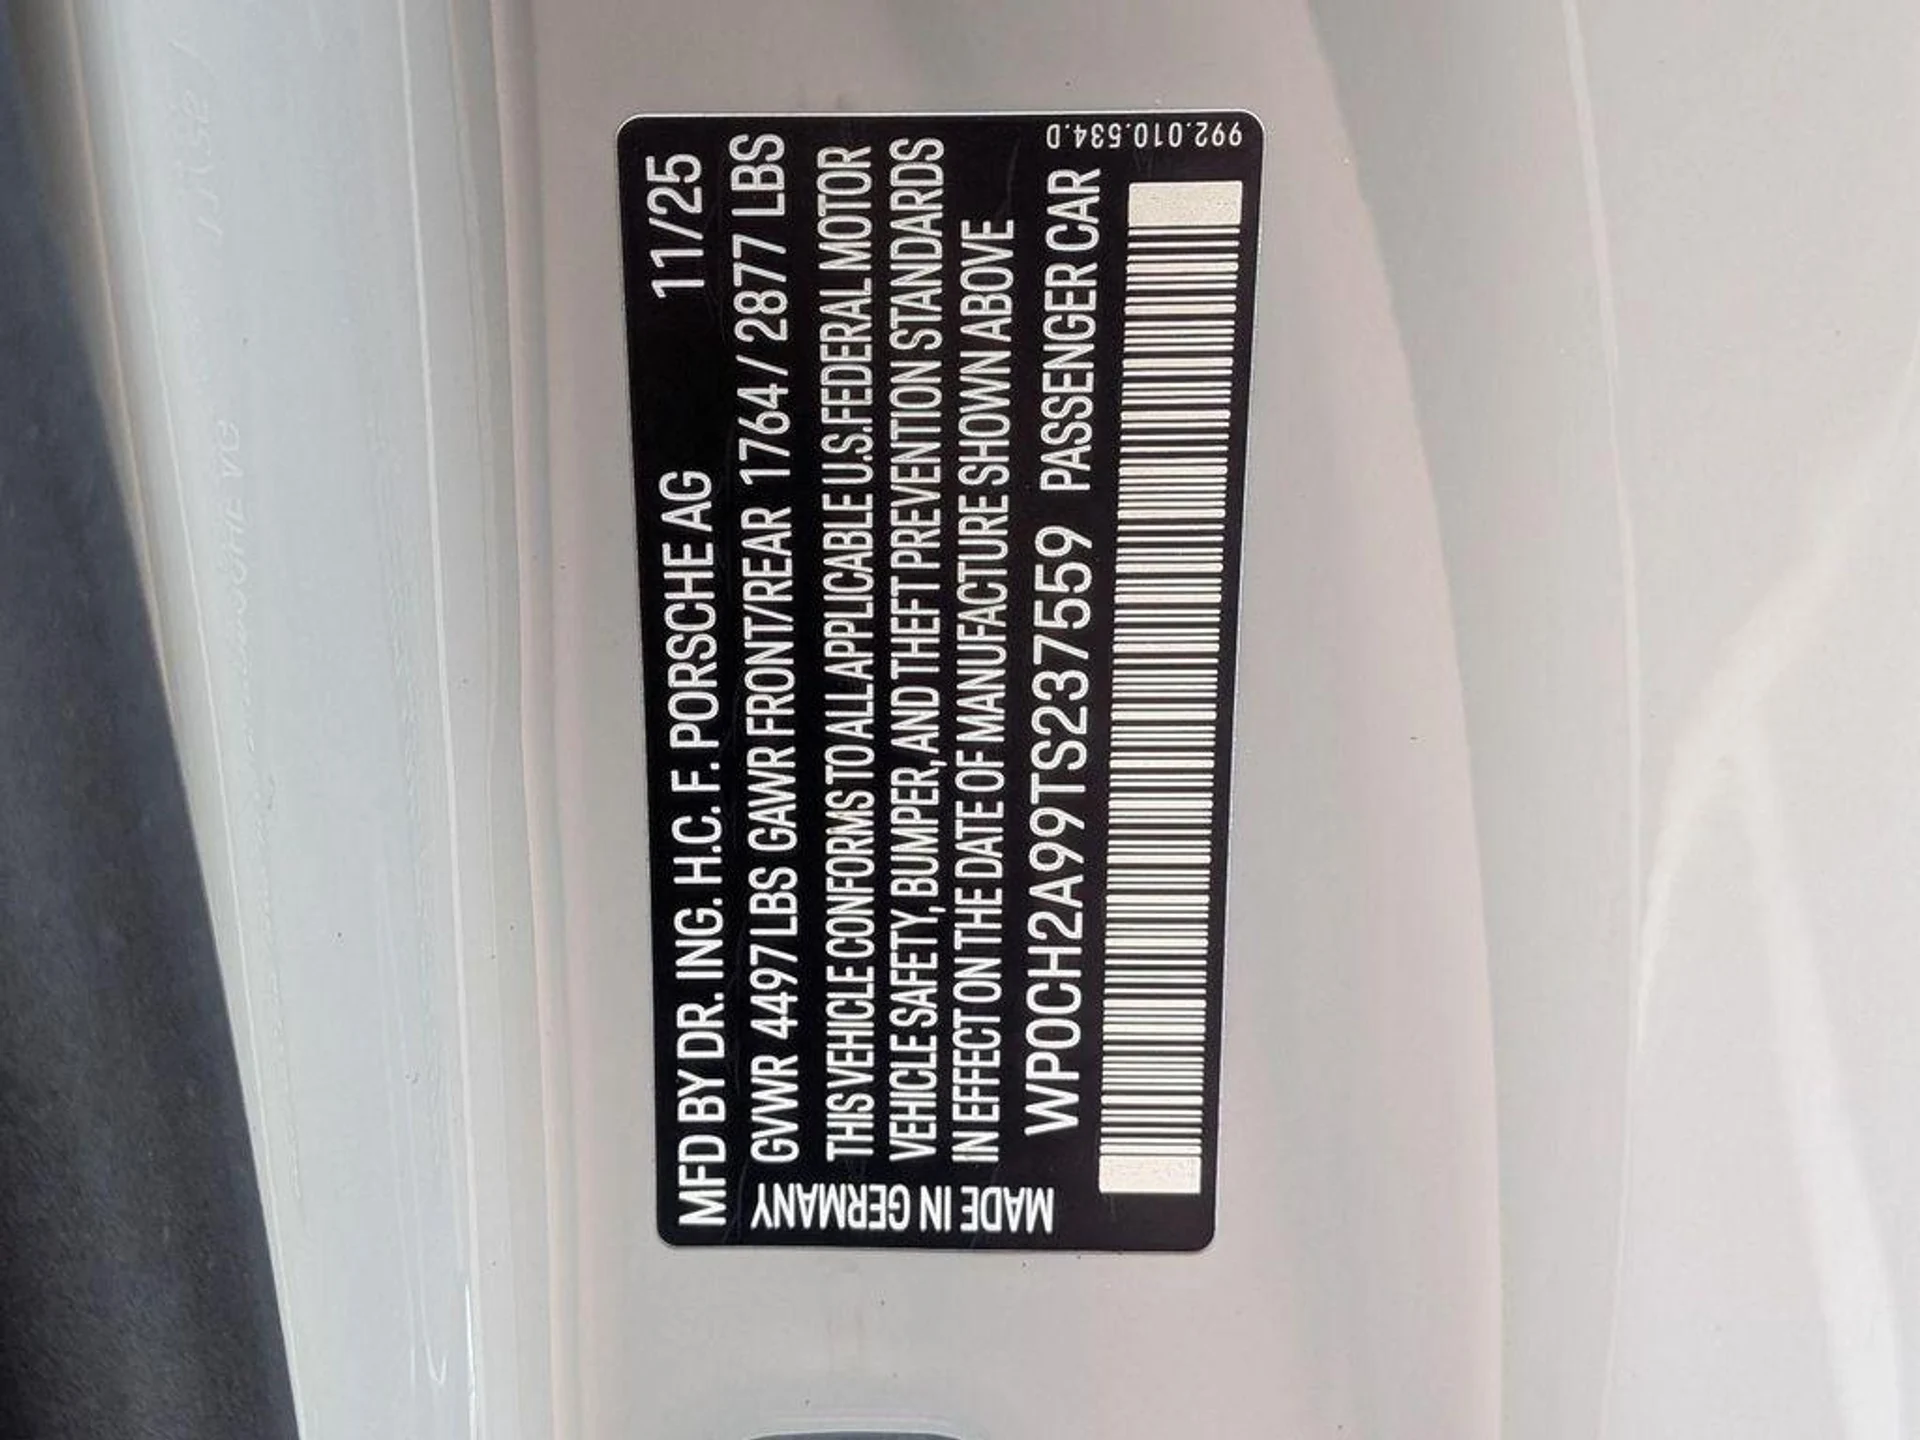 MFD BY DR. ING. H.C. F. PORSCHE AG 11/25
GVWR 4497 LBS GAWR FRONT/REAR 1764 / 2877 LBS
THIS VEHICLE CONFORMS TO ALL APPLICABLE U.S. FEDERAL MOTOR
VEHICLE SAFETY, BUMPER, AND THEFT PREVENTION STANDARDS
IN EFFECT ON THE DATE OF MANUFACTURE SHOWN ABOVE
WP0CH2A99TS237559 PASSENGER CAR
MADE IN GERMANY
992.010.534.D